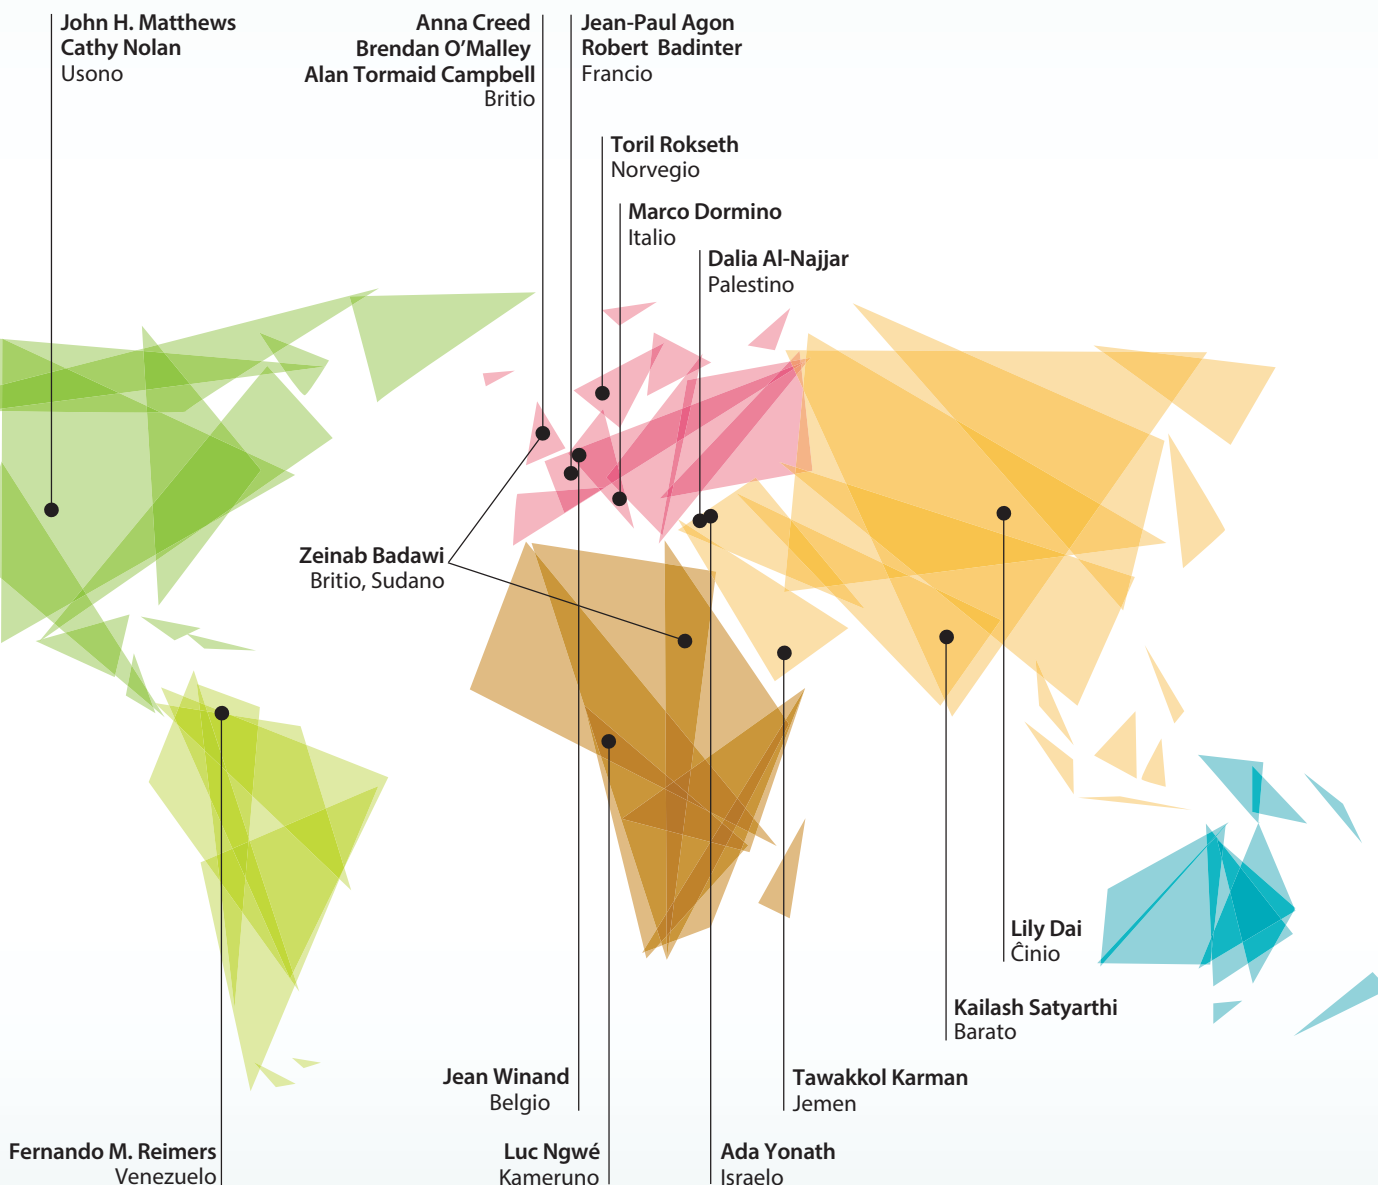 John H. Matthews
Cathy Nolan
Usono
Anna Creed
Brendan O’Malley
Alan Tormaid Campbell
Britio
Jean-Paul Agon
Robert Badinter
Francio
Toril Rokseth
Norvegio
Marco Dormino
Italio
Dalia Al-Najjar
Palestino
Zeinab Badawi
Britio, Sudano
Lily Dai
Ĉinio
Kailash Satyarthi
Barato
Jean Winand
Belgio
Tawakkol Karman
Jemen
Fernando M. Reimers
Venezuelo
Luc Ngwé
Kameruno
Ada Yonath
Israelo